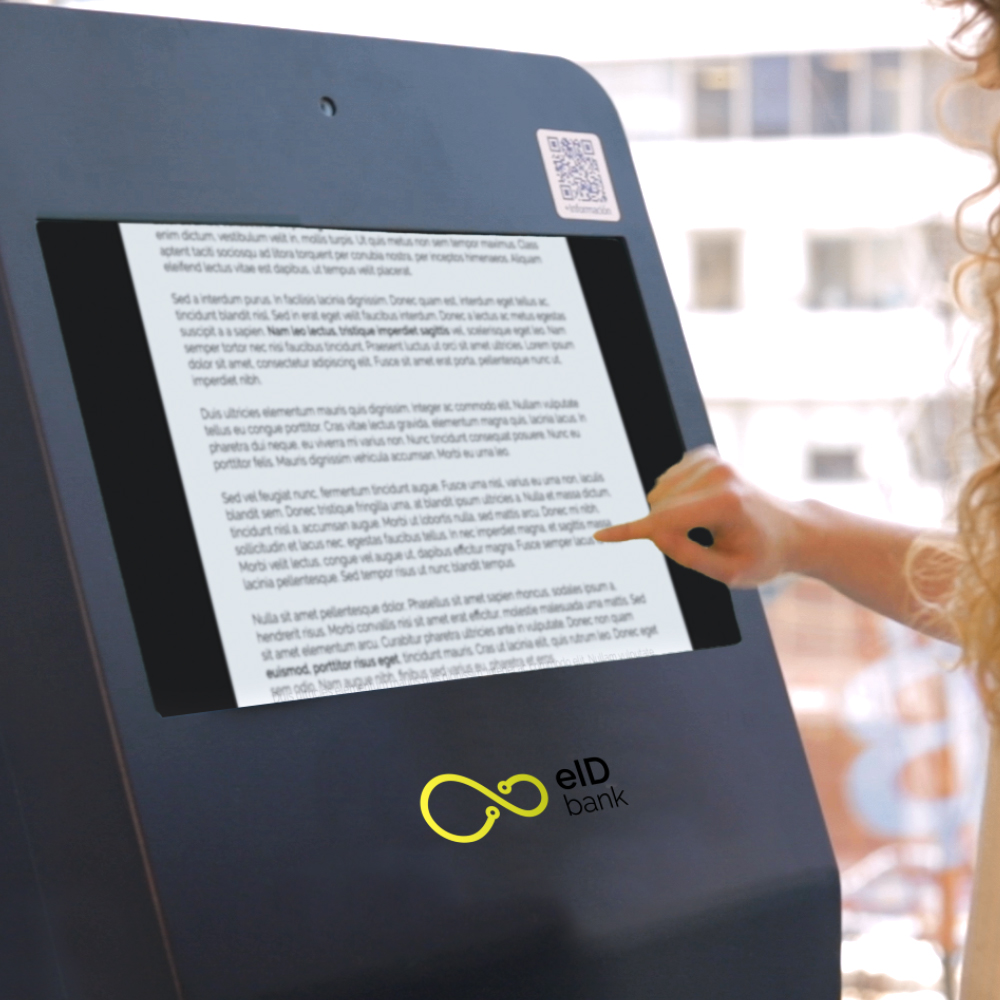 +Información
enim dictum, vestibulum velit in, mollis turpis. Ut quis metus non sem tempor maximus. Class
aptent taciti sociosqu ad litora torquent per conubia nostra, per inceptos himenaeos. Aliquam
eleifend lectus vitae est dapibus, ut tempus velit placerat.
Sed a interdum purus, in facilisis lacinia dignissim. Donec quam est, interdum eget tellus ac,
tincidunt blandit nisl. Sed in erat eget velit faucibus interdum. Donec a lectus ac metus egestas
suscipit a a sapien. Nam leo lectus, tristique imperdiet sagittis vel, scelerisque eget leo. Nam
semper tortor nec nisi faucibus tincidunt. Praesent luctus ut orci sit amet ultricies. Lorem ipsum
dolor sit amet, consectetur adipiscing elit. Fusce sit amet erat porta, pellentesque nunc ut,
imperdiet nibh.
Duis ultricies elementum mauris quis dignissim. Integer ac commodo elit. Nullam vulputate
tellus eu congue porttitor. Cras vitae lectus gravida, elementum magna quis, lacinia lacus. In
pharetra dui neque, eu viverra mi varius non. Nunc tincidunt consequat posuere. Nunc eu
porttitor felis. Mauris dignissim vehicula accumsan. Morbi eu urna leo.
Sed vel feugiat nunc, fermentum tincidunt augue. Fusce urna nisl, varius eu urna non, iaculis
blandit sem. Donec tristique fringilla urna, at blandit ipsum ultricies a. Nulla et massa dictum,
tincidunt nisl a, accumsan augue. Morbi ut lobortis nulla, sed mattis arcu. Donec mi nibh,
sollicitudin et lacus nec, egestas faucibus tellus. In nec imperdiet magna, et sagittis massa.
Morbi velit lectus, congue vel augue ut, dapibus efficitur magna. Fusce semper lacus
lacinia pellentesque. Sed tempor risus ut nunc blandit tempus.
Nulla sit amet pellentesque dolor. Phasellus sit amet sapien rhoncus, sodales ipsum a,
hendrerit risus. Morbi convallis nisi sit amet erat efficitur, molestie malesuada urna mattis. Sed
sit amet elementum arcu. Curabitur pharetra ultricies ante in vulputate. Donec non quam
euismod, porttitor risus eget, tincidunt mauris. Cras ut lacinia elit, quis rutrum leo. Donec eget
sem odio. Nam augue nibh, finibus sed varius eu, pharetra et eros.
eID
bank